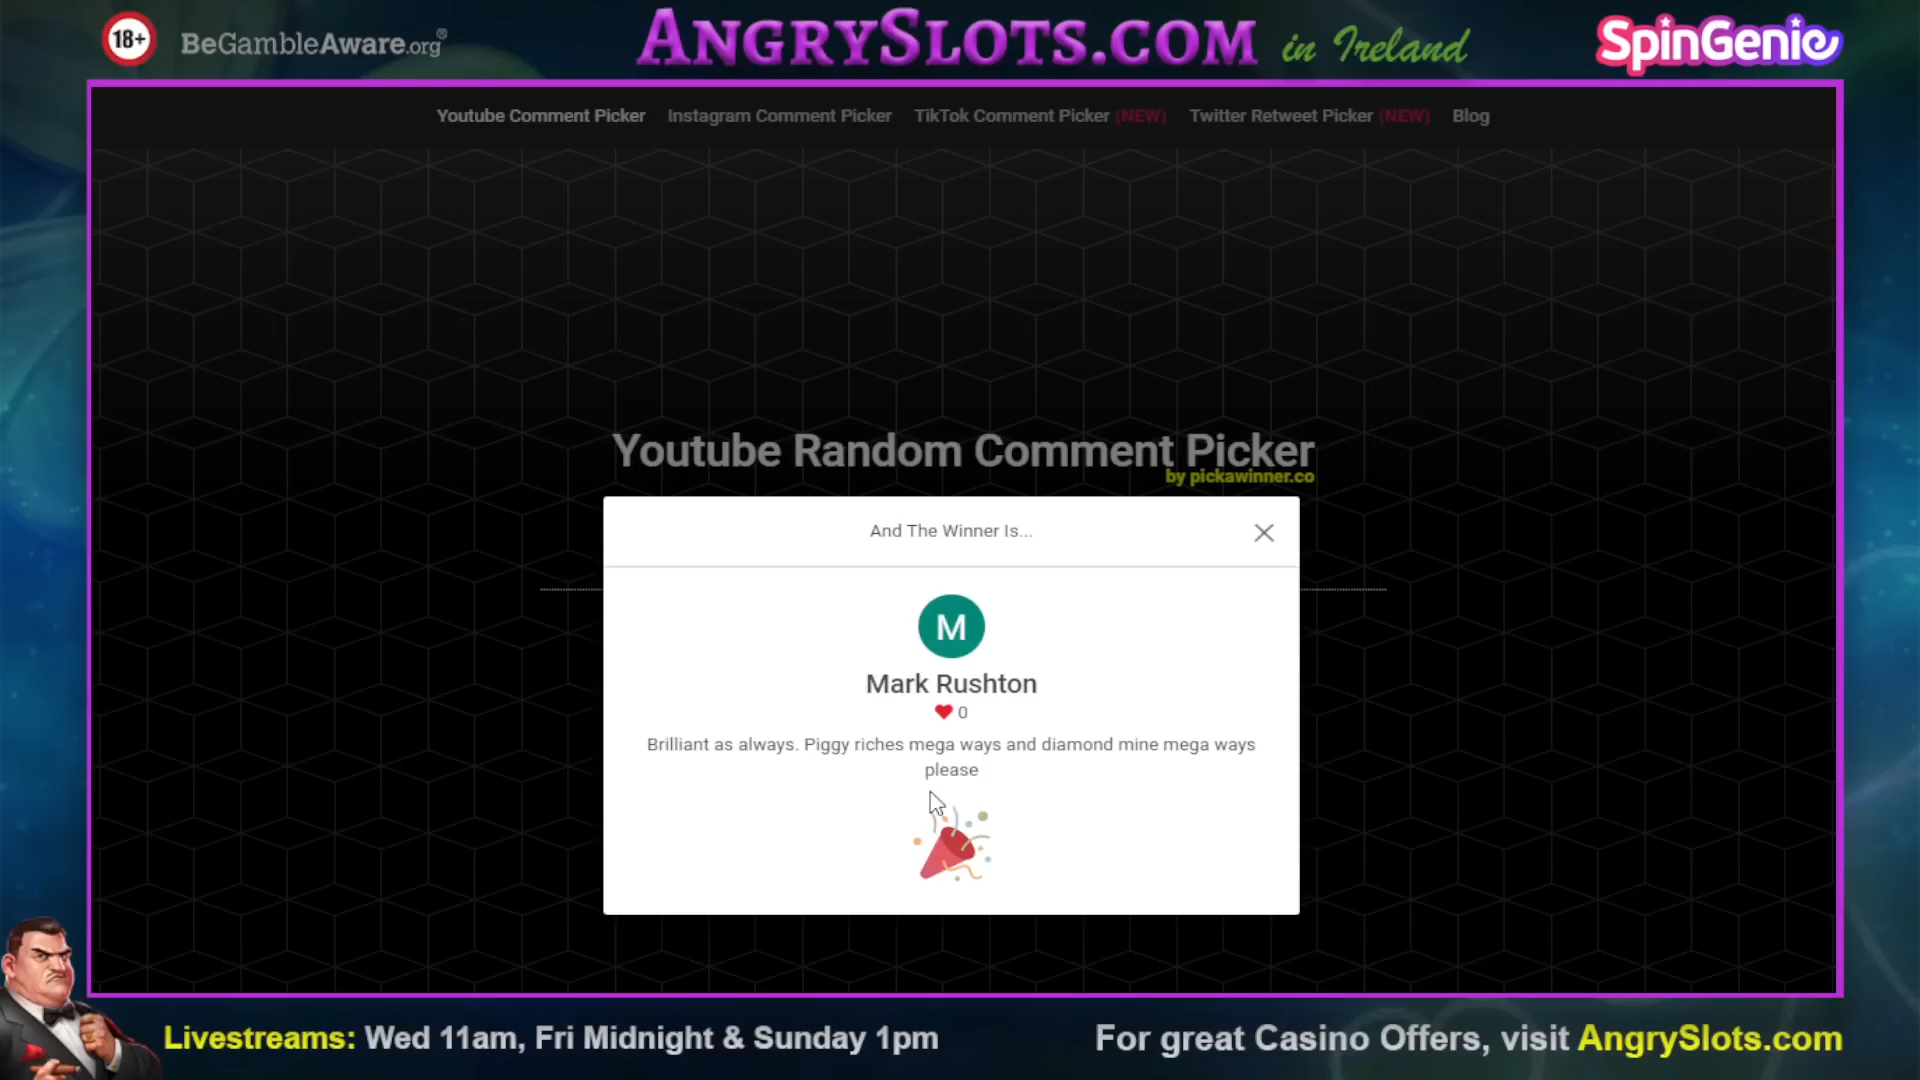 18+
BeGambleAware.org®
AngrySlots.com in Ireland
SpinGenie
Youtube Comment Picker Instagram Comment Picker TikTok Comment Picker (NEW) Twitter Retweet Picker (NEW) Blog
Youtube Random Comment Picker
by pickawinner.co
And The Winner Is...
M
Mark Rushton
0
Brilliant as always. Piggy riches mega ways and diamond mine mega ways
please
Livestreams: Wed 11am, Fri Midnight & Sunday 1pm
For great Casino Offers, visit AngrySlots.com